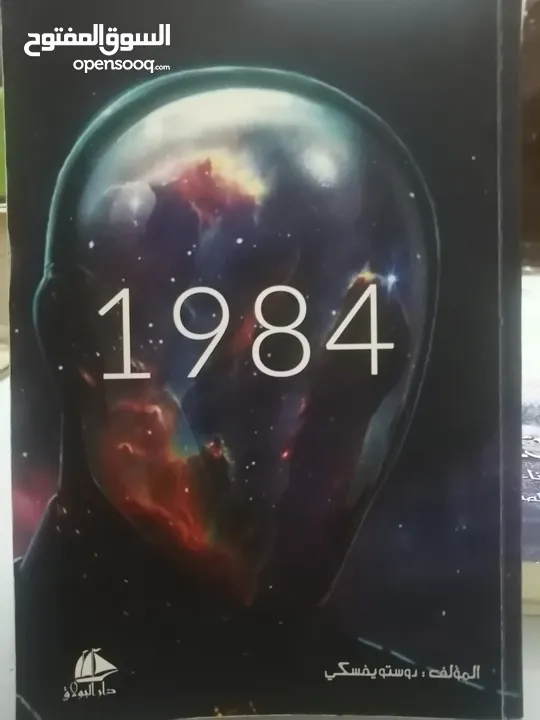 السوق المفتوح
opensooq.com
1984
المؤلف : دوستويفسكي